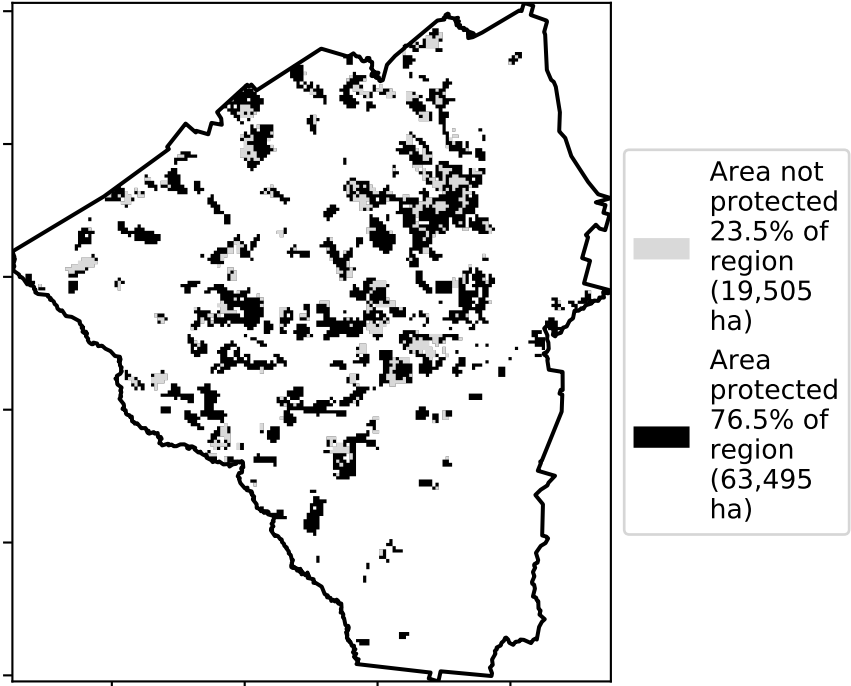 Area not
protected
23.5% of
region
(19,505
ha)
Area
protected
76.5% of
region
(63,495
ha)